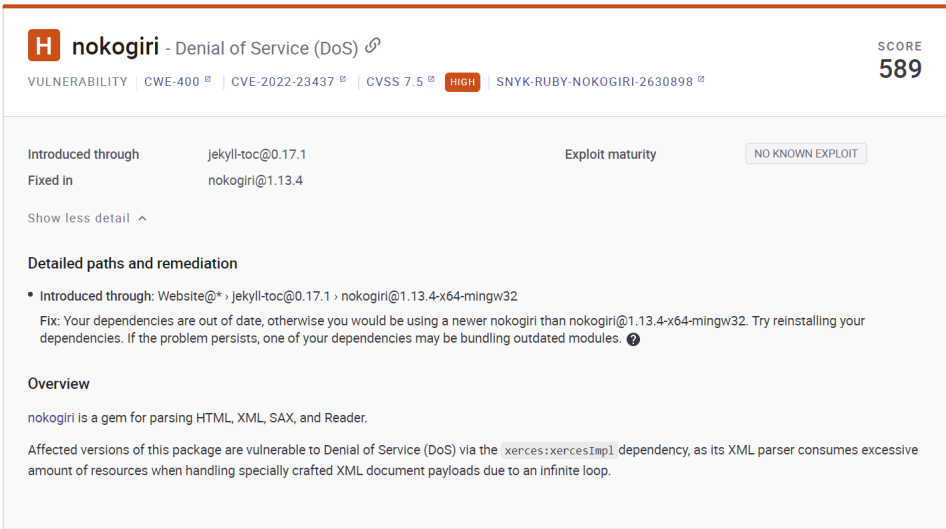 H nokogiri - Denial of Service (DoS)
SCORE
589
VULNERABILITY CWE-400 CVE-2022-23437 CVSS 7.5 HIGH SNYK-RUBY-NOKOGIRI-2630898
Introduced through jekyll-toc@0.17.1 Exploit maturity NO KNOWN EXPLOIT
Fixed in nokogiri@1.13.4
Show less detail
Detailed paths and remediation
• Introduced through: Website@* › jekyll-toc@0.17.1 › nokogiri@1.13.4-x64-mingw32
Fix: Your dependencies are out of date, otherwise you would be using a newer nokogiri than nokogiri@1.13.4-x64-mingw32. Try reinstalling your
dependencies. If the problem persists, one of your dependencies may be bundling outdated modules. ?
Overview
nokogiri is a gem for parsing HTML, XML, SAX, and Reader.
Affected versions of this package are vulnerable to Denial of Service (DoS) via the xerces:xercesImpl dependency, as its XML parser consumes excessive
amount of resources when handling specially crafted XML document payloads due to an infinite loop.